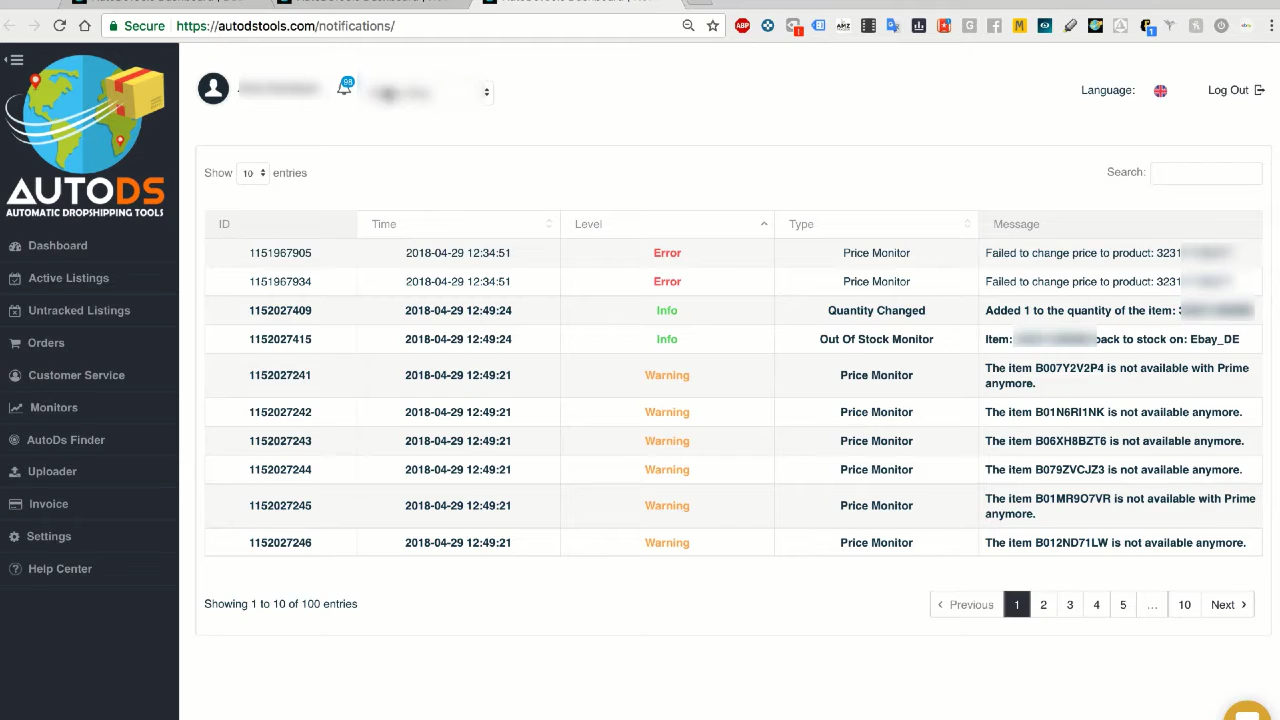 Secure https://autodstools.com/notifications/
98
Language:
Log Out
AUTODS
AUTOMATIC DROPSHIPPING TOOLS
Dashboard
Active Listings
Untracked Listings
Orders
Customer Service
Monitors
AutoDs Finder
Uploader
Invoice
Settings
Help Center
Show 10 entries
Search:
ID Time Level Type Message
1151967905 2018-04-29 12:34:51 Error Price Monitor Failed to change price to product: 3231
1151967934 2018-04-29 12:34:51 Error Price Monitor Failed to change price to product: 3231
1152027409 2018-04-29 12:49:24 Info Quantity Changed Added 1 to the quantity of the item:
1152027415 2018-04-29 12:49:24 Info Out Of Stock Monitor Item: back to stock on: Ebay_DE
1152027241 2018-04-29 12:49:21 Warning Price Monitor The item B007Y2V2P4 is not available with Prime
anymore.
1152027242 2018-04-29 12:49:21 Warning Price Monitor The item B01N6RI1NK is not available anymore.
1152027243 2018-04-29 12:49:21 Warning Price Monitor The item B06XH8BZT6 is not available anymore.
1152027244 2018-04-29 12:49:21 Warning Price Monitor The item B079ZVCJZ3 is not available anymore.
1152027245 2018-04-29 12:49:21 Warning Price Monitor The item B01MR9O7VR is not available with Prime
anymore.
1152027246 2018-04-29 12:49:21 Warning Price Monitor The item B012ND71LW is not available anymore.
Showing 1 to 10 of 100 entries
Previous 1 2 3 4 5 ... 10 Next